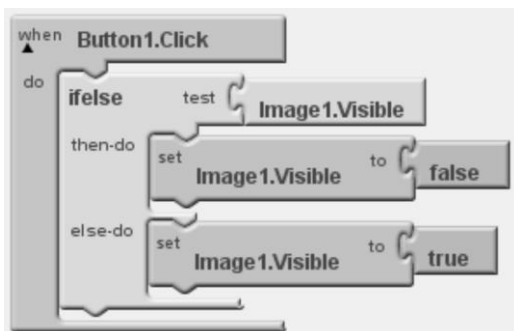 when Button1.Click
do
ifelse test Image1.Visible
then-do set Image1.Visible to false
else-do set Image1.Visible to true